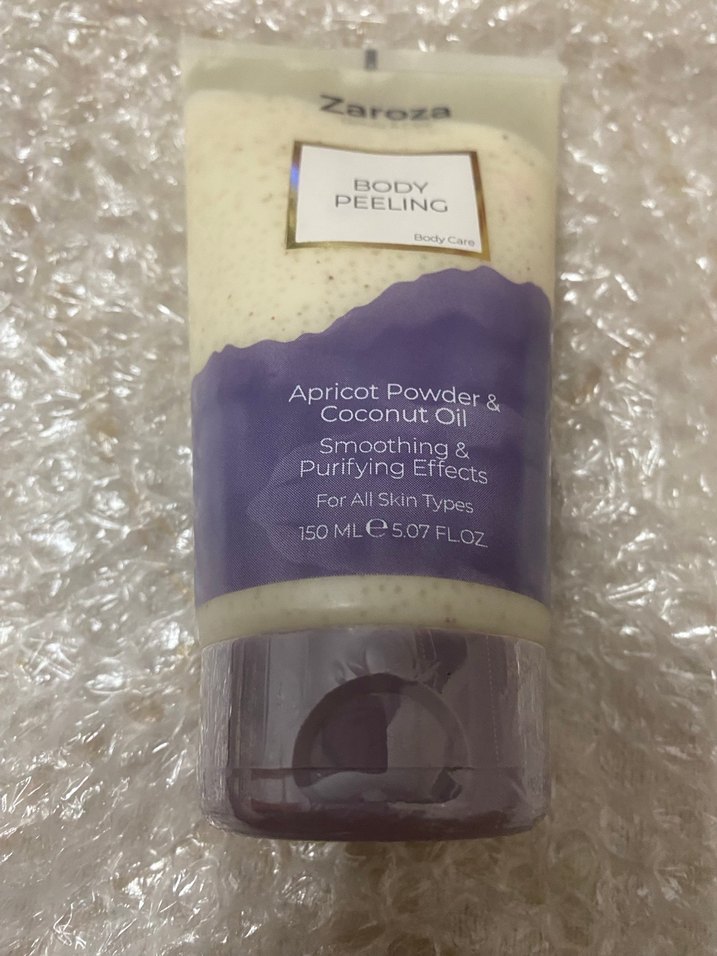 Zaroza
BODY
PEELING
Body Care
Apricot Powder &
Coconut Oil
Smoothing &
Purifying Effects
For All Skin Types
150 ML ℮ 5.07 FL.OZ.